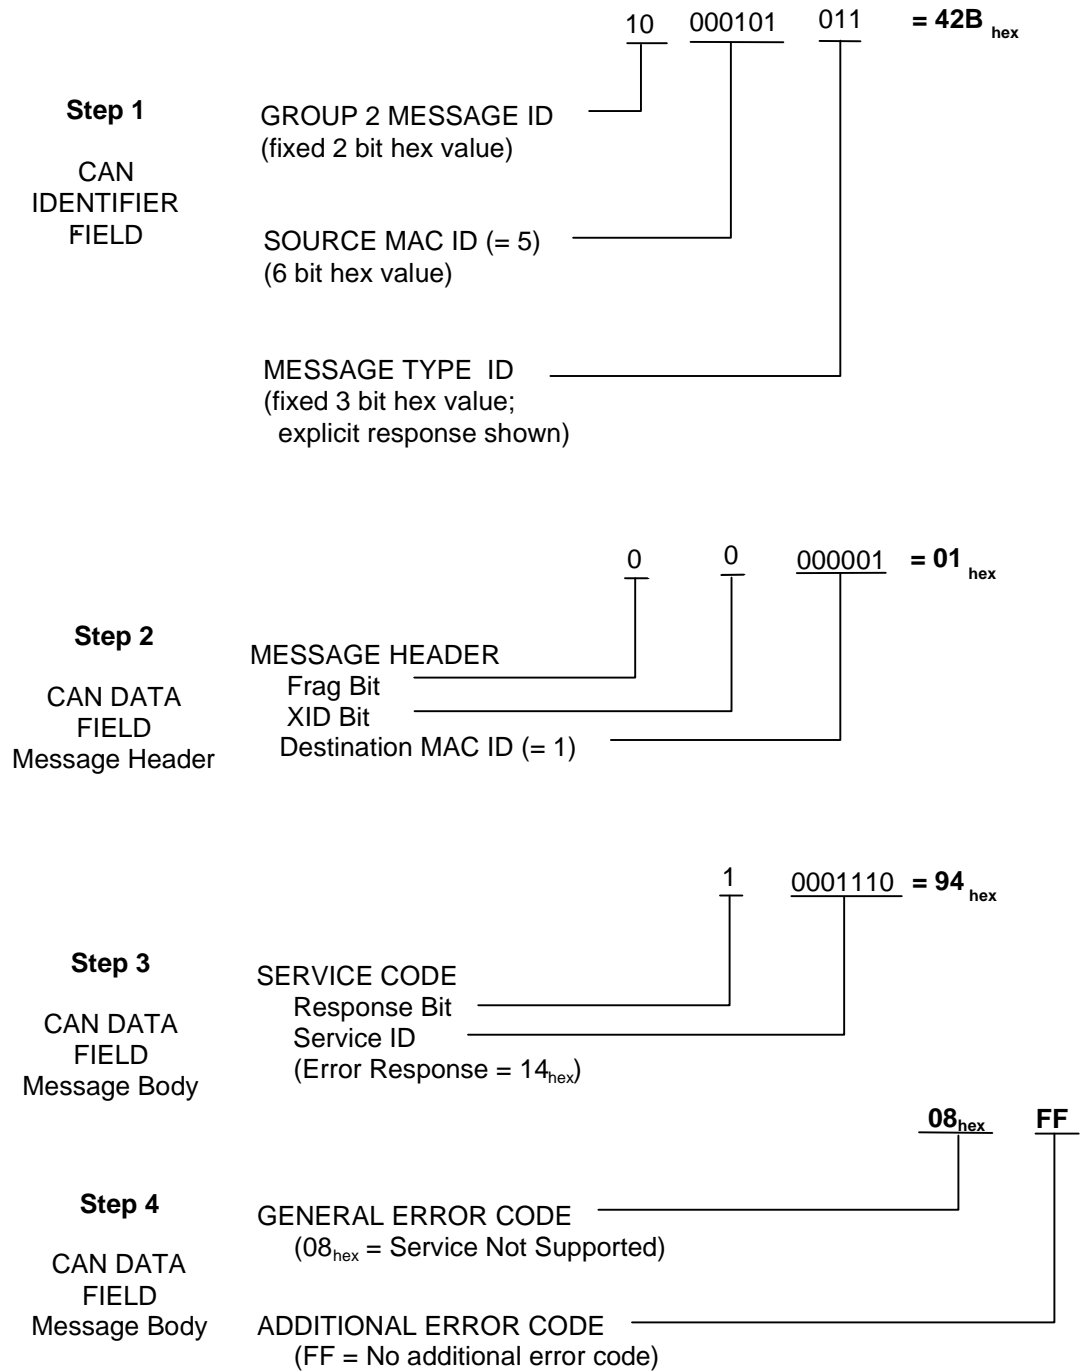 10 000101 011 = 42B hex
Step 1
CAN
IDENTIFIER
FIELD
GROUP 2 MESSAGE ID
(fixed 2 bit hex value)
SOURCE MAC ID (= 5)
(6 bit hex value)
MESSAGE TYPE ID
(fixed 3 bit hex value;
explicit response shown)
0 0 000001 = 01 hex
Step 2
CAN DATA
FIELD
Message Header
MESSAGE HEADER
Frag Bit
XID Bit
Destination MAC ID (= 1)
1 0001110 = 94 hex
Step 3
CAN DATA
FIELD
Message Body
SERVICE CODE
Response Bit
Service ID
(Error Response = 14hex)
08hex FF
Step 4
CAN DATA
FIELD
Message Body
GENERAL ERROR CODE
(08hex = Service Not Supported)
ADDITIONAL ERROR CODE
(FF = No additional error code)